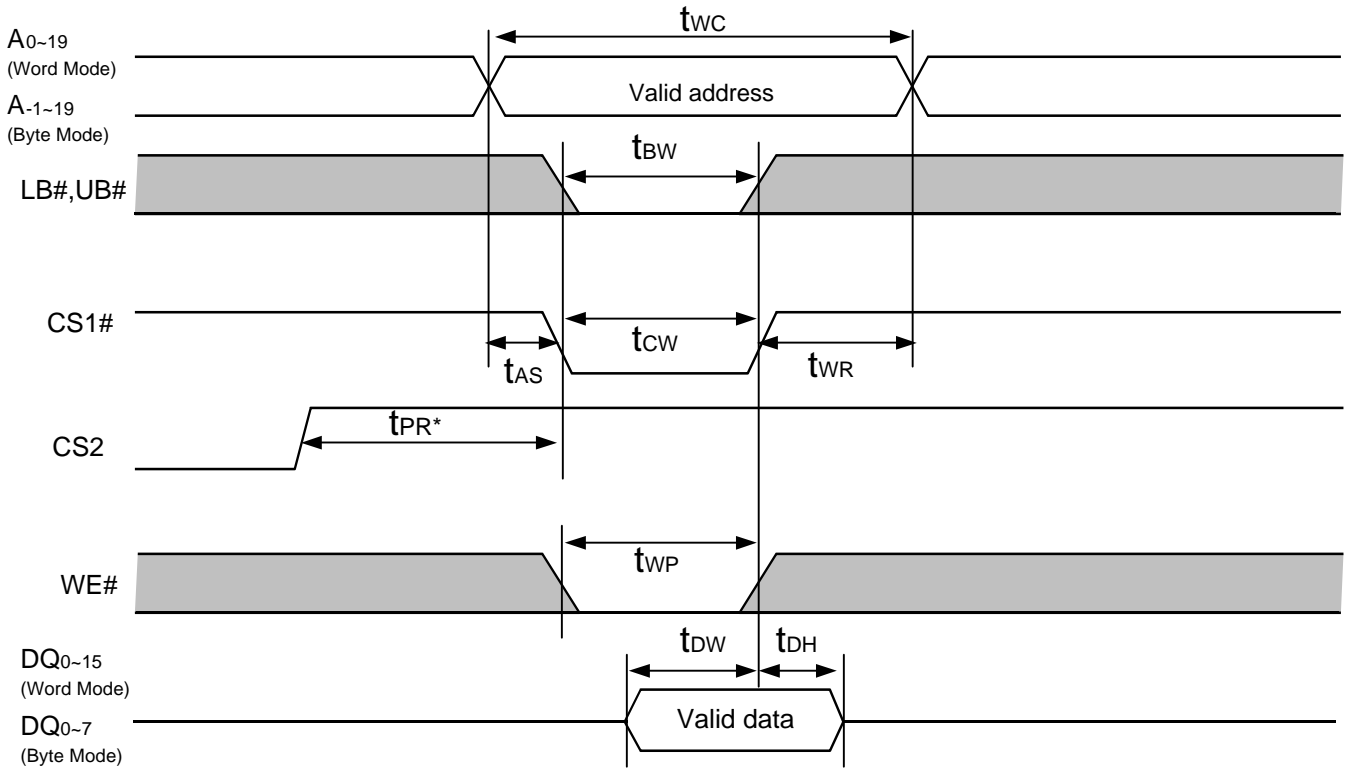 tWC
A0~19
(Word Mode)
Valid address
A-1~19
(Byte Mode)
tBW
LB#,UB#
CS1#
tCW
tAS
tWR
tPR*
CS2
tWP
WE#
tDW
tDH
DQ0~15
(Word Mode)
Valid data
DQ0~7
(Byte Mode)